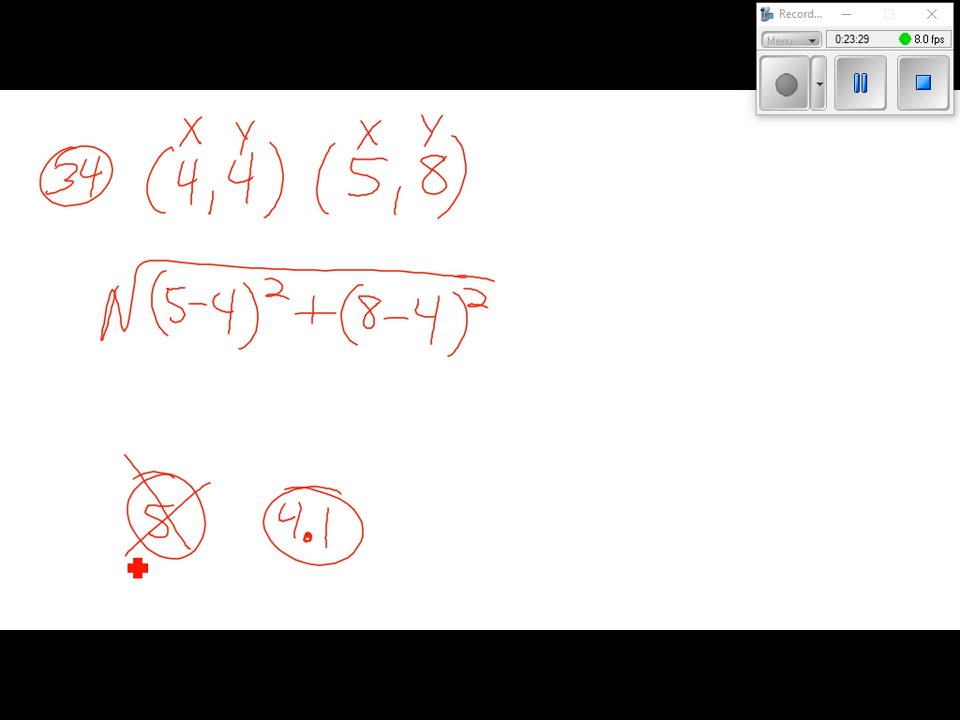 Record...
Menu 0:23:29 8.0 fps
X Y X Y
34 (4,4) (5,8)
√(5-4)² + (8-4)²
5 4.1